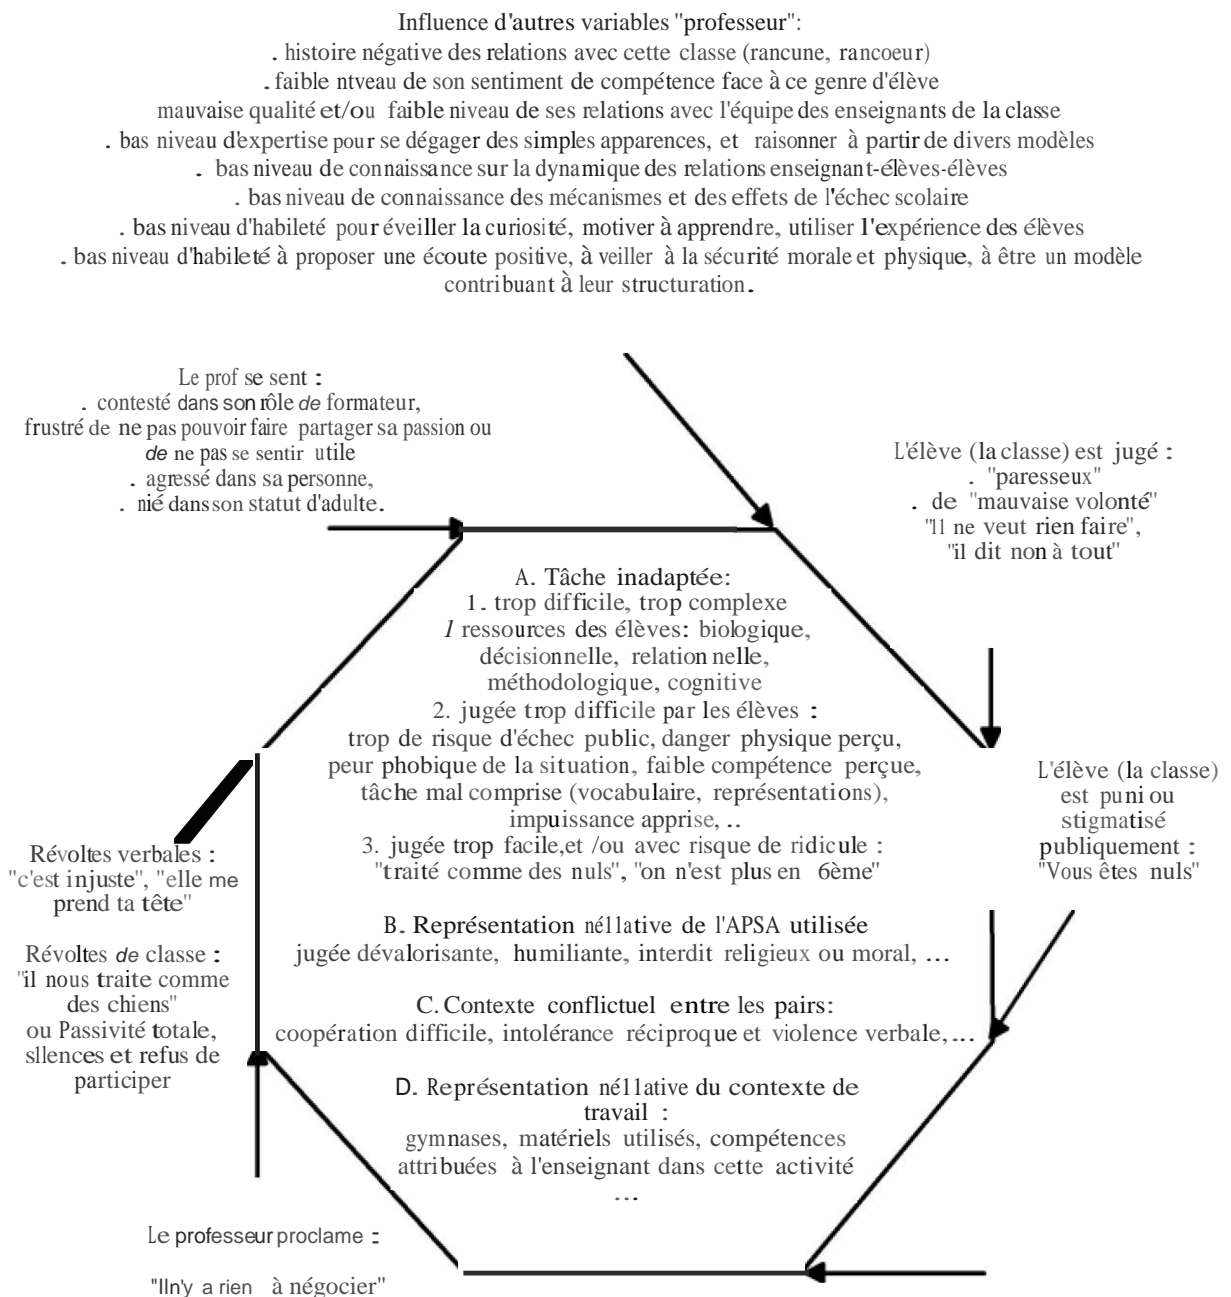 Influence d'autres variables "professeur":
. histoire négative des relations avec cette classe (rancune, rancoeur)
. faible ntveau de son sentiment de compétence face à ce genre d'élève
mauvaise qualité et/ou faible niveau de ses relations avec l'équipe des enseignants de la classe
. bas niveau d'expertise pour se dégager des simples apparences, et raisonner à partir de divers modèles
. bas niveau de connaissance sur la dynamique des relations enseignant-élèves-élèves
. bas niveau de connaissance des mécanismes et des effets de l'échec scolaire
. bas niveau d'habileté pour éveiller la curiosité, motiver à apprendre, utiliser l'expérience des élèves
. bas niveau d'habileté à proposer une écoute positive, à veiller à la sécurité morale et physique, à être un modèle
contribuant à leur structuration.
Le prof se sent :
. contesté dans son rôle de formateur,
frustré de ne pas pouvoir faire partager sa passion ou
de ne pas se sentir utile
. agressé dans sa personne,
. nié dans son statut d'adulte.
L'élève (la classe) est jugé :
. "paresseux"
. de "mauvaise volonté"
"ll ne veut rien faire",
"il dit non à tout"
A. Tâche inadaptée:
1. trop difficile, trop complexe
1 ressources des élèves: biologique,
décisionnelle, relation nelle,
méthodologique, cognitive
2. jugée trop difficile par les élèves :
trop de risque d'échec public, danger physique perçu,
peur phobique de la situation, faible compétence perçue,
tâche mal comprise (vocabulaire, représentations),
impuissance apprise, ..
3. jugée trop facile,et /ou avec risque de ridicule :
"traité comme des nuls", "on n'est plus en 6ème"
B. Représentation né11ative de l'APSA utilisée
jugée dévalorisante, humiliante, interdit religieux ou moral, ...
C. Contexte conflictuel entre les pairs:
coopération difficile, intolérance réciproque et violence verbale,...
D. Représentation né11ative du contexte de
travail :
gymnases, matériels utilisés, compétences
attribuées à l'enseignant dans cette activité
...
L'élève (la classe)
est puni ou
stigmatisé
publiquement :
"Vous êtes nuls"
Révoltes verbales :
"c'est injuste", "elle me
prend ta tête"
Révoltes de classe :
"il nous traite comme
des chiens"
ou Passivité totale,
sllences et refus de
participer
Le professeur proclame :
"IIn'y a rien à négocier"